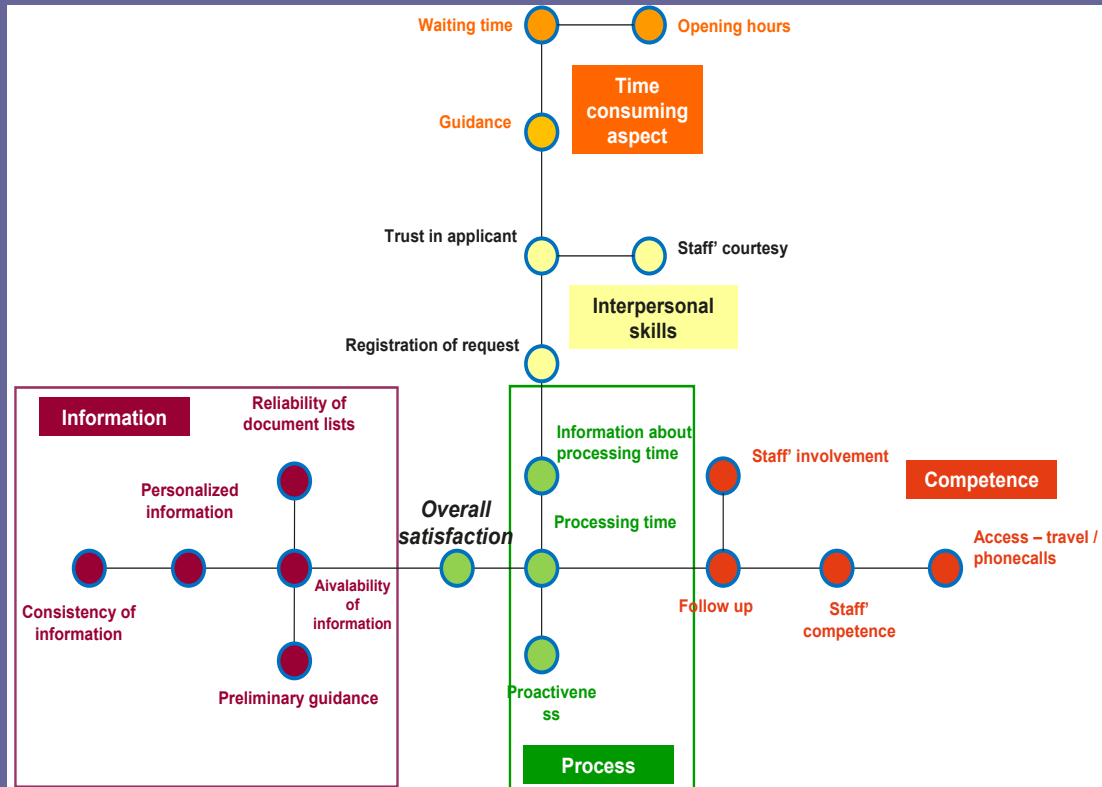 Waiting time
Opening hours
Time
consuming
aspect
Guidance
Trust in applicant
Staff' courtesy
Interpersonal
skills
Registration of request
Information
Reliability of
document lists
Information about
processing time
Staff' involvement
Competence
Personalized
information
Overall
satisfaction
Processing time
Access – travel /
phonecalls
Consistency of
information
Aivalability
of
information
Follow up
Staff'
competence
Preliminary guidance
Proactivene
ss
Process